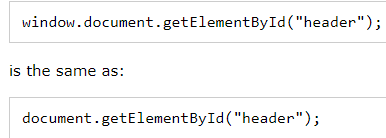 window.document.getElementById("header");
is the same as:
document.getElementById("header");